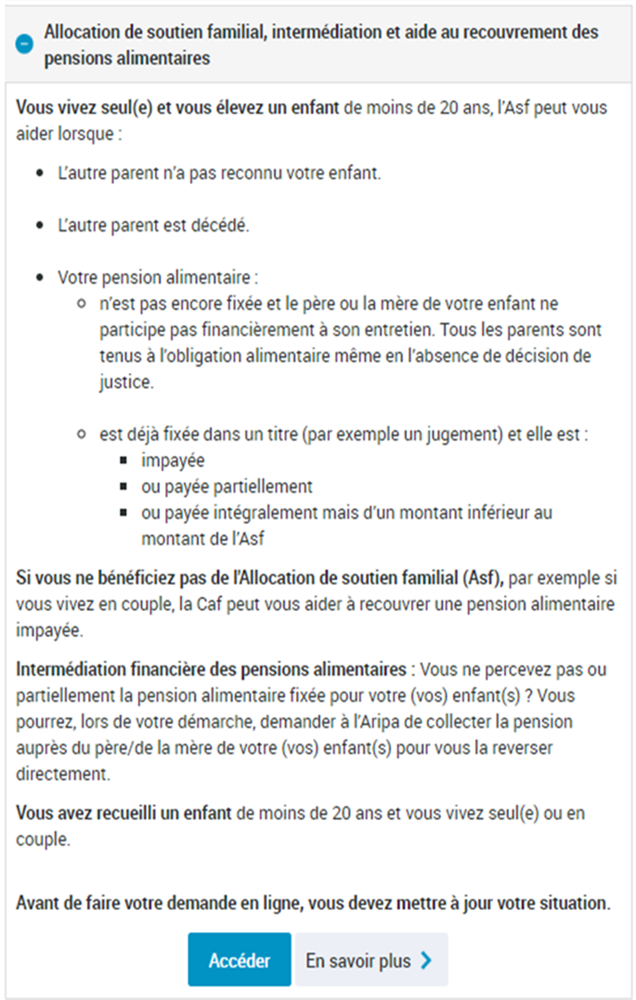 Allocation de soutien familial, intermédiation et aide au recouvrement des
pensions alimentaires
Vous vivez seul(e) et vous élevez un enfant de moins de 20 ans, l'Asf peut vous
aider lorsque :
• L'autre parent n'a pas reconnu votre enfant.
• L'autre parent est décédé.
• Votre pension alimentaire :
○ n'est pas encore fixée et le père ou la mère de votre enfant ne
participe pas financièrement à son entretien. Tous les parents sont
tenus à l'obligation alimentaire même en l'absence de décision de
justice.
○ est déjà fixée dans un titre (par exemple un jugement) et elle est :
▪ impayée
▪ ou payée partiellement
▪ ou payée intégralement mais d'un montant inférieur au
montant de l'Asf
Si vous ne bénéficiez pas de l'Allocation de soutien familial (Asf), par exemple si
vous vivez en couple, la Caf peut vous aider à recouvrer une pension alimentaire
impayée.
Intermédiation financière des pensions alimentaires : Vous ne percevez pas ou
partiellement la pension alimentaire fixée pour votre (vos) enfant(s) ? Vous
pourrez, lors de votre démarche, demander à l'Aripa de collecter la pension
auprès du père/de la mère de votre (vos) enfant(s) pour vous la reverser
directement.
Vous avez recueilli un enfant de moins de 20 ans et vous vivez seul(e) ou en
couple.
Avant de faire votre demande en ligne, vous devez mettre à jour votre situation.
Accéder En savoir plus